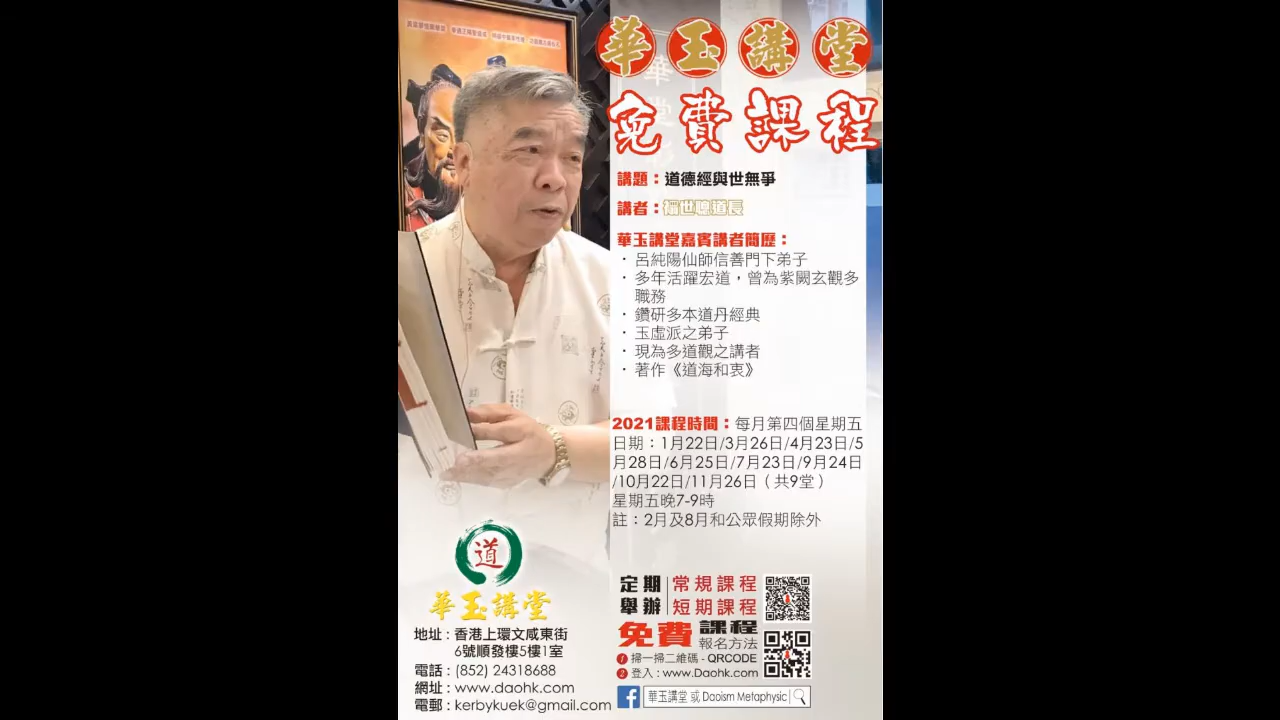 華玉講堂
免費課程
講題：道德經與世無爭
講者：禤世聰道長
華玉講堂嘉賓講者簡歷：
· 呂純陽仙師信善門下弟子
· 多年活躍宏道，曾為紫闕玄觀多
職務
· 鑽研多本道丹經典
· 玉虛派之弟子
· 現為多道觀之講者
· 著作《道海和衷》
2021課程時間：每月第四個星期五
日期：1月22日/3月26日/4月23日/5
月28日/6月25日/7月23日/9月24日
/10月22日/11月26日（共9堂）
星期五晚7-9時
註：2月及8月和公眾假期除外
道
華玉講堂
地址：香港上環文咸東街
6號順發樓5樓1室
電話：(852) 24318688
網址：www.daohk.com
電郵：kerbykuek@gmail.com
定期 常規課程
舉辦 短期課程
免費課程
報名方法
1 掃一掃二維碼 - QRCODE
2 登入：www.Daohk.com
華玉講堂 或 Daoism Metaphysic